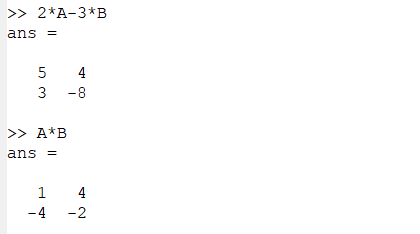 >> 2*A-3*B
ans =
5 4
3 -8
>> A*B
ans =
1 4
-4 -2